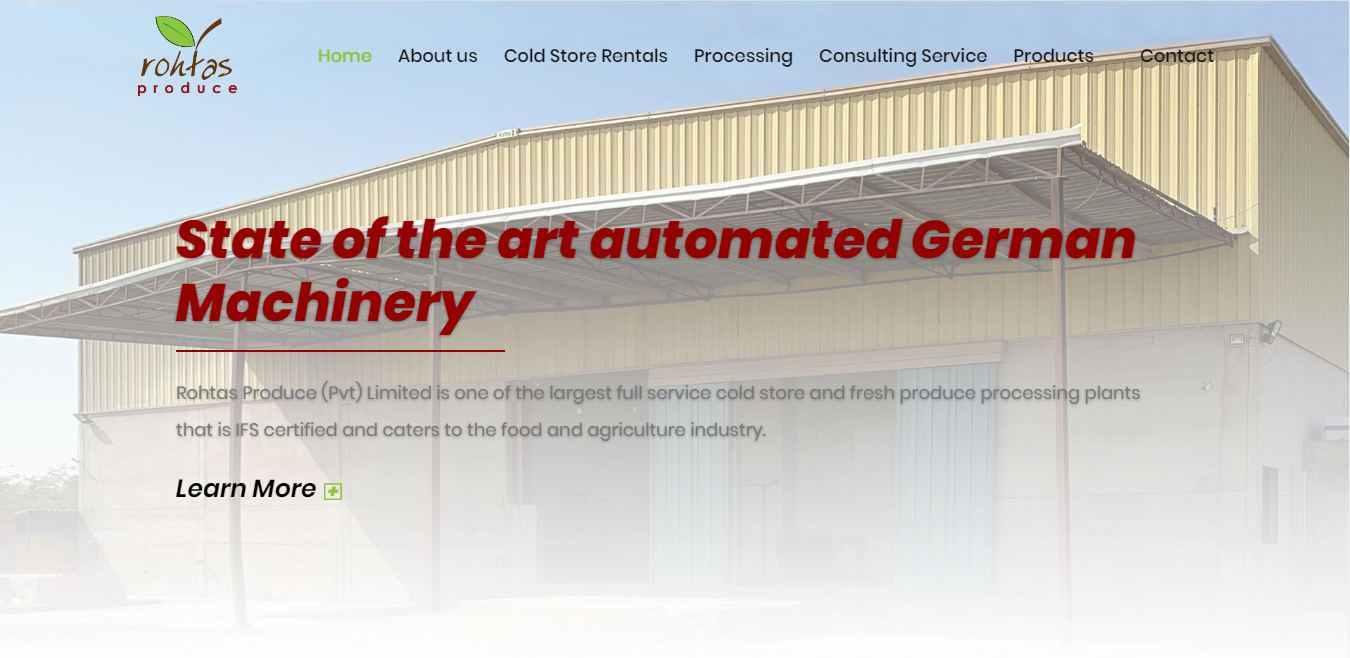 rohtas
produce
Home About us Cold Store Rentals Processing Consulting Service Products Contact
State of the art automated German
Machinery
Rohtas Produce (Pvt) Limited is one of the largest full service cold store and fresh produce processing plants
that is IFS certified and caters to the food and agriculture industry.
Learn More